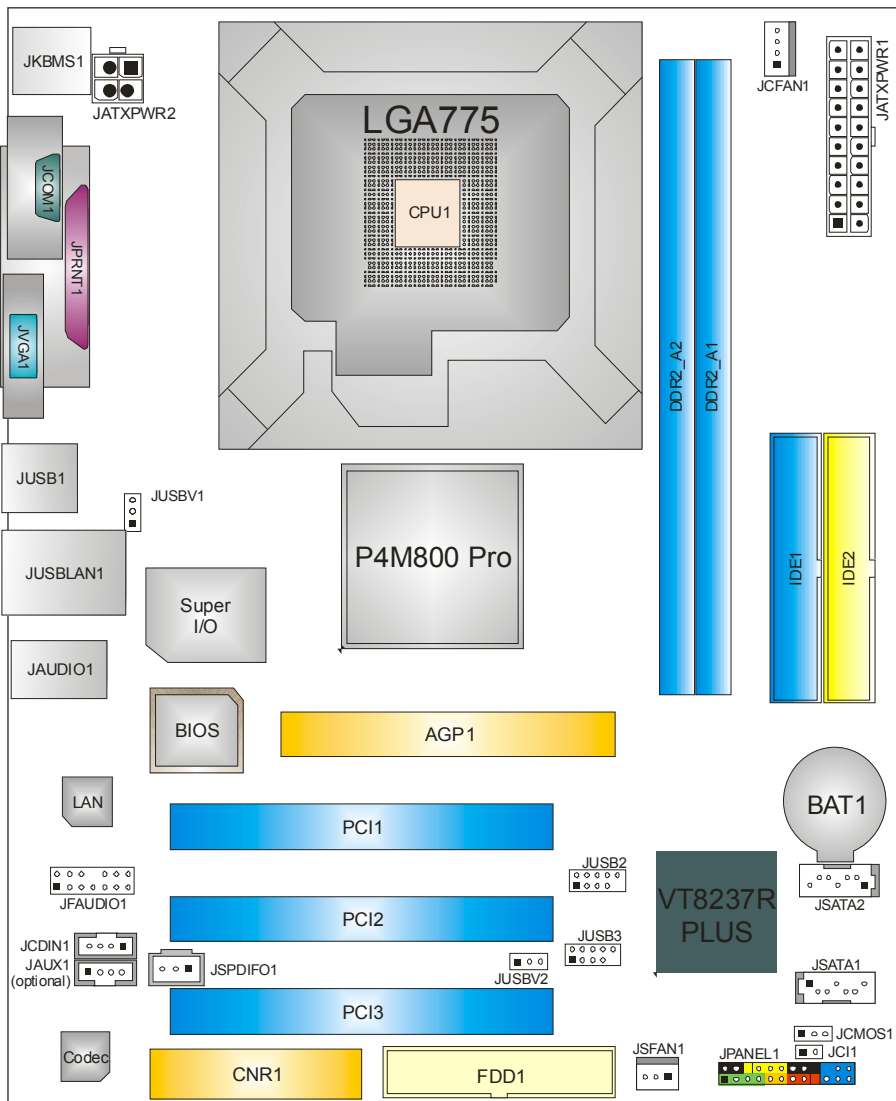 JKBMS1
JATXPWR2
LGA775
CPU1
JCFAN1
JATXPWR1
JCOM1
JPRNT1
JVGA1
DDR2_A2
DDR2_A1
JUSB1
JUSBV1
P4M800 Pro
IDE1
IDE2
JUSBLAN1
Super
I/O
JAUDIO1
BIOS
AGP1
LAN
PCI1
BAT1
JFAUDIO1
JUSB2
VT8237R
PLUS
JSATA2
PCI2
JCDIN1
JAUX1
(optional)
JSPDIFO1
JUSB3
JUSBV2
JSATA1
PCI3
JCMOS1
Codec
CNR1
FDD1
JSFAN1
JPANEL1
JCI1